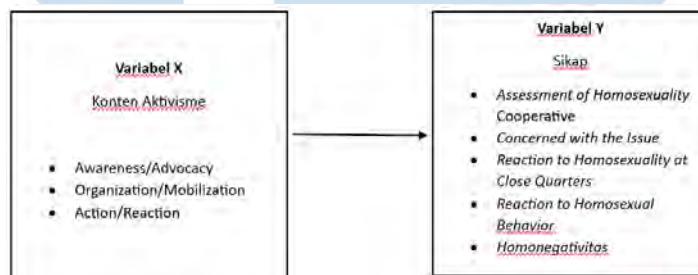 Variabel X
Konten Aktivisme
• Awareness/Advocacy
• Organization/Mobilization
• Action/Reaction
Variabel Y
Sikap
• Assessment of Homosexuality
Cooperative
• Concerned with the Issue
• Reaction to Homosexuality at
Close Quarters
• Reaction to Homosexual
Behavior
• Homonegativitas